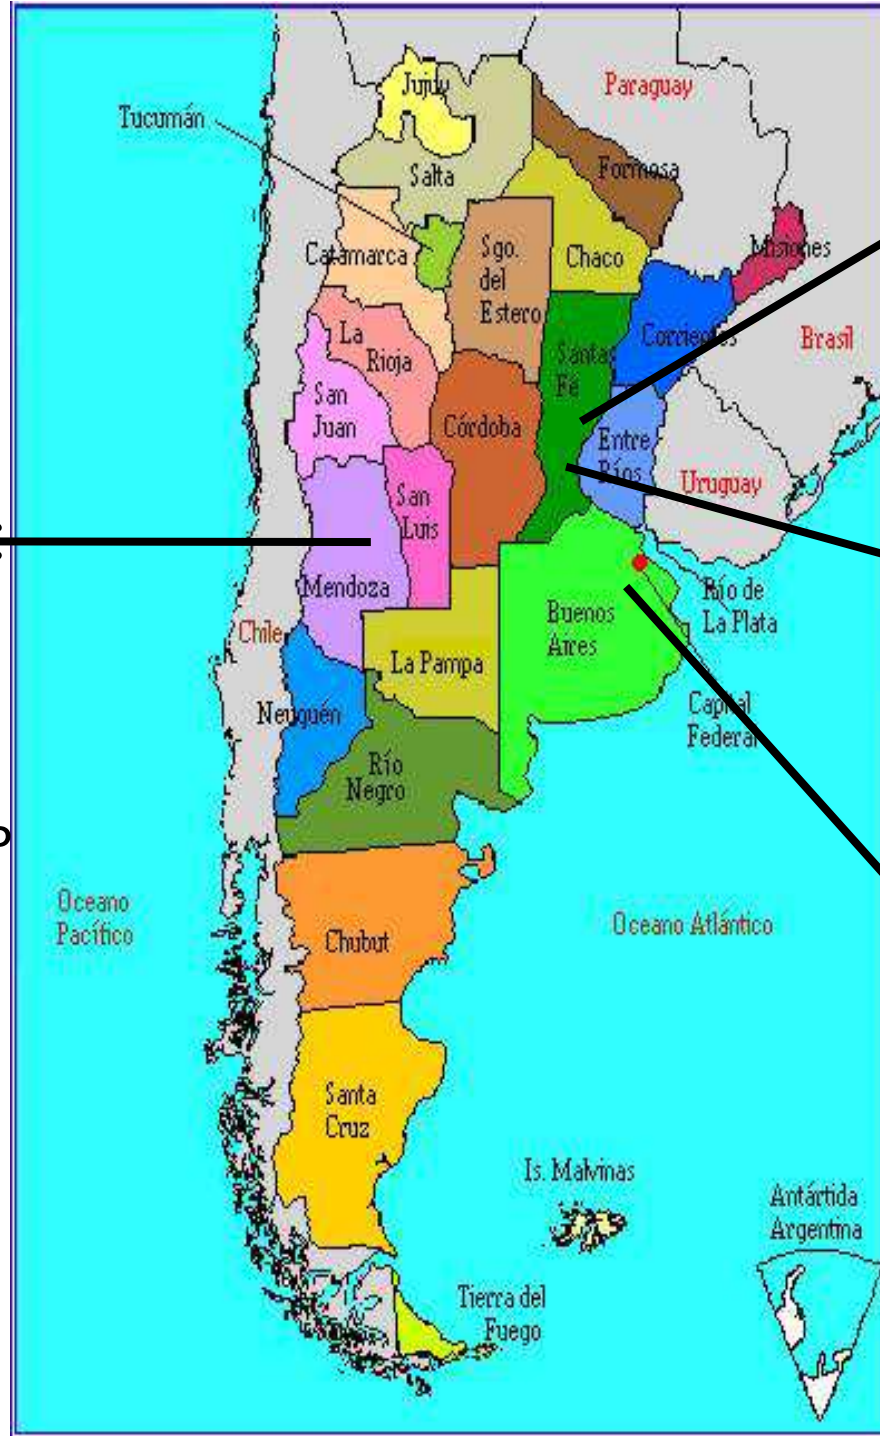 Jujuy
Paraguay
Tucumán
Formosa
Salta
Misiones
Catamarca
Sgo.
del
Estero
Chaco
La
Rioja
Santa
Fé
Corrientes
Brasil
San
Juan
Córdoba
Entre
Ríos
Uruguay
San
Luis
Mendoza
Río de
La Plata
Buenos
Aires
Chile
La Pampa
Capital
Federal
Neuquén
Río
Negro
Oceano
Pacífico
Chubut
Oceano Atlántico
Santa
Cruz
Is. Malvinas
Antártida
Argentina
Tierra del
Fuego